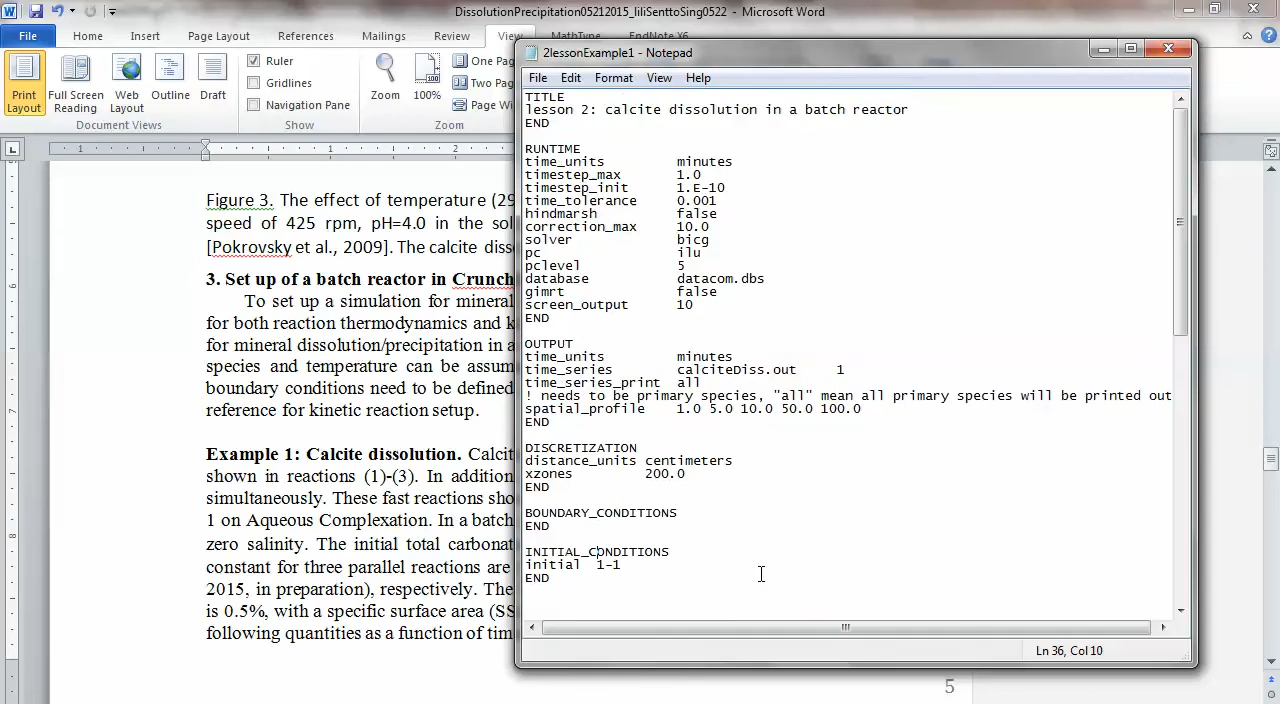 DissolutionPrecipitation05212015_liliSenttoSing0522 - Microsoft Word
File Home Insert Page Layout References Mailings Review View MathType EndNote X6
Print Layout
Full Screen Reading
Web Layout
Outline
Draft
Document Views
Ruler
Gridlines
Navigation Pane
Show
Zoom
100%
One Pag
Two Pag
Page Wi
Zoom
Figure 3. The effect of temperature (29
speed of 425 rpm, pH=4.0 in the sol
[Pokrovsky et al., 2009]. The calcite diss
3. Set up of a batch reactor in Crunch
To set up a simulation for mineral
for both reaction thermodynamics and k
for mineral dissolution/precipitation in a
species and temperature can be assum
boundary conditions need to be defined
reference for kinetic reaction setup.
Example 1: Calcite dissolution. Calcit
shown in reactions (1)-(3). In addition
simultaneously. These fast reactions sho
1 on Aqueous Complexation. In a batch
zero salinity. The initial total carbonat
constant for three parallel reactions are
2015, in preparation), respectively. The
is 0.5%, with a specific surface area (SS
following quantities as a function of tim
5
2lessonExample1 - Notepad
File Edit Format View Help
TITLE
lesson 2: calcite dissolution in a batch reactor
END
RUNTIME
time_units minutes
timestep_max 1.0
timestep_init 1.E-10
time_tolerance 0.001
hindmarsh false
correction_max 10.0
solver bicg
pc ilu
pclevel 5
database datacom.dbs
gimrt false
screen_output 10
END
OUTPUT
time_units minutes
time_series calciteDiss.out 1
time_series_print all
! needs to be primary species, "all" mean all primary species will be printed out
spatial_profile 1.0 5.0 10.0 50.0 100.0
END
DISCRETIZATION
distance_units centimeters
xzones 200.0
END
BOUNDARY_CONDITIONS
END
INITIAL_CONDITIONS
initial 1-1
END
Ln 36, Col 10